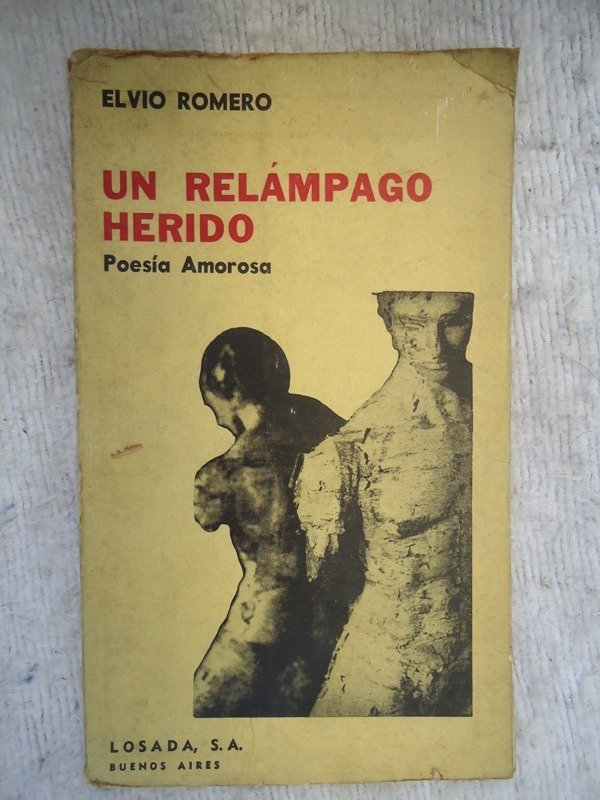 ELVIO ROMERO
UN RELÁMPAGO
HERIDO
Poesía Amorosa
LOSADA, S.A.
BUENOS AIRES